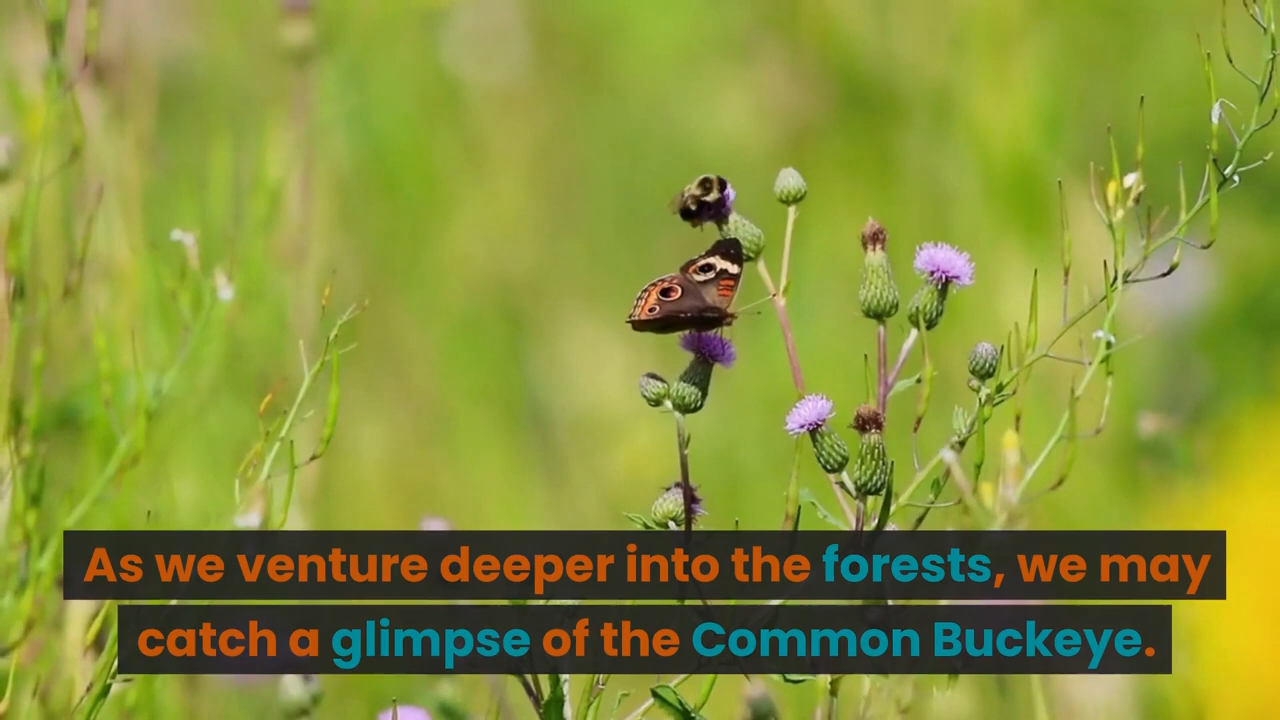 As we venture deeper into the forests, we may
catch a glimpse of the Common Buckeye.